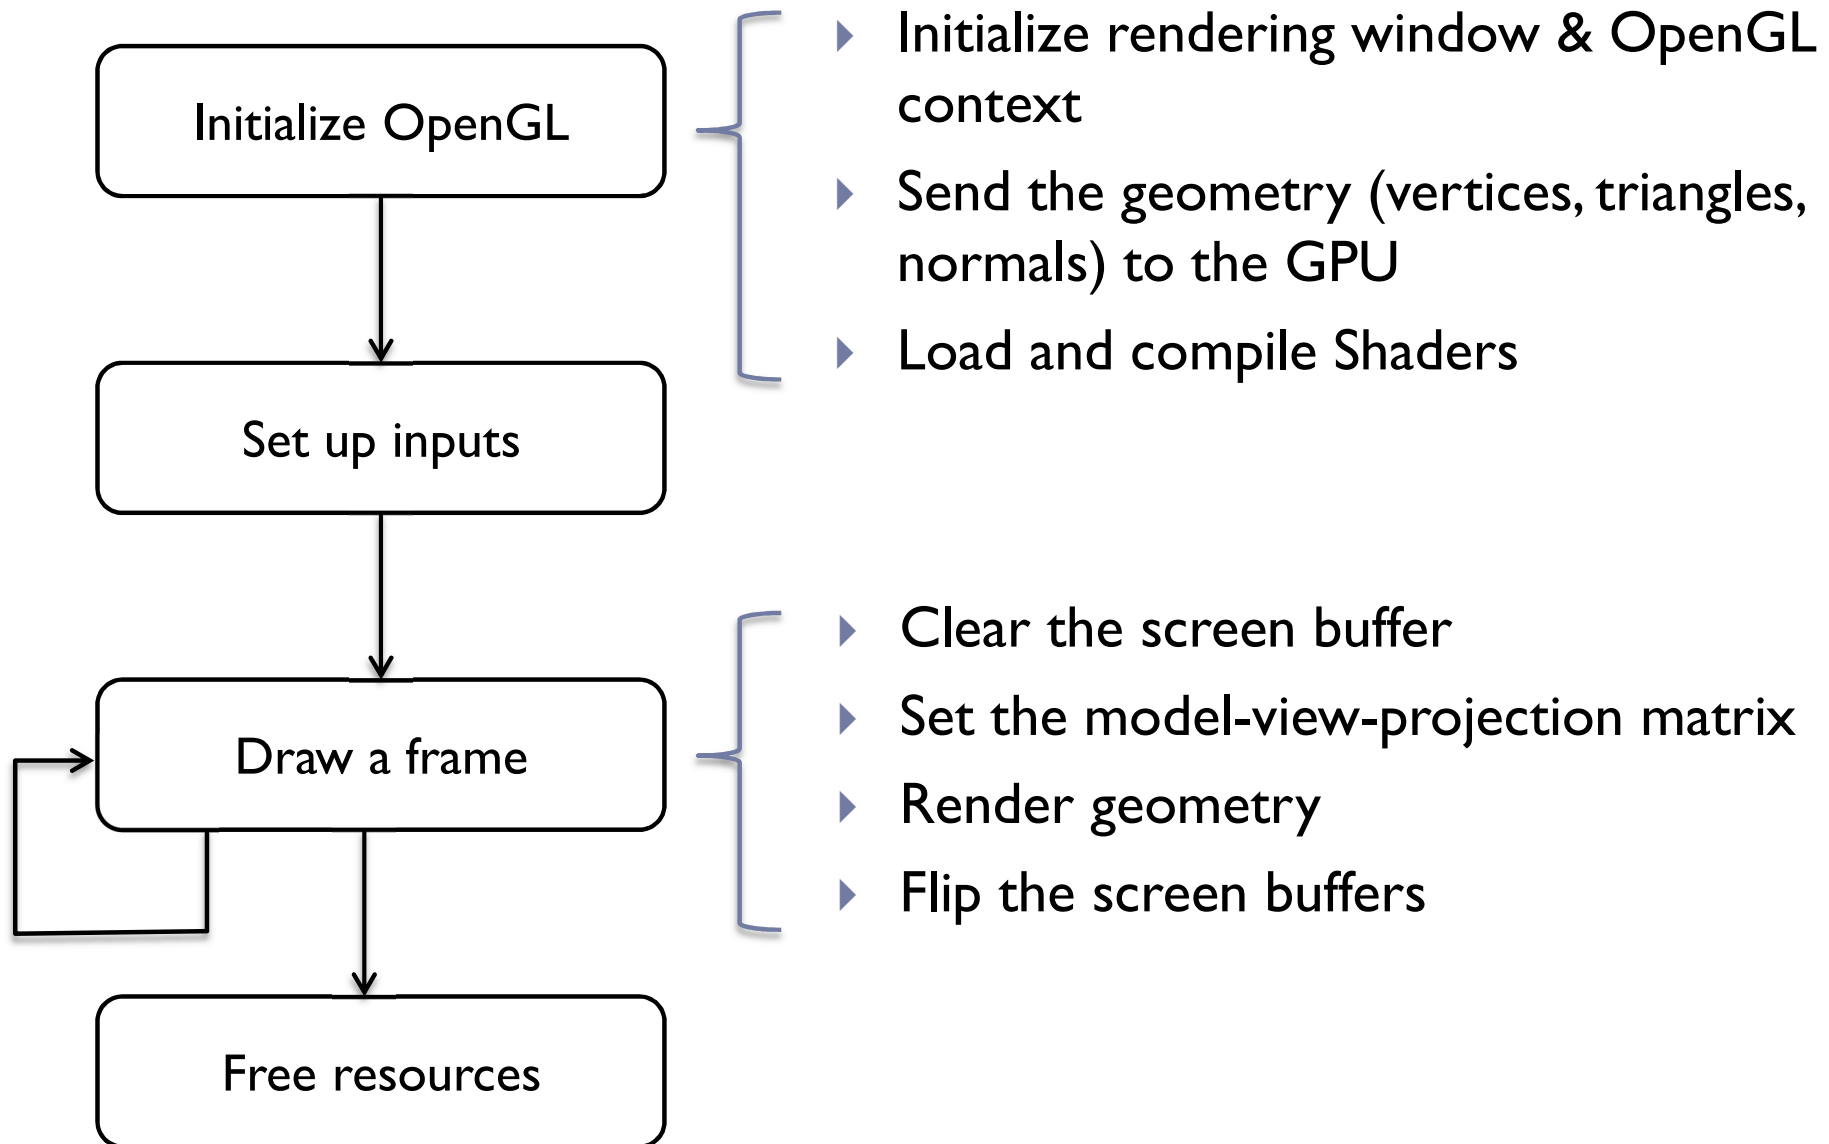 Initialize OpenGL
Initialize rendering window & OpenGL
context
Send the geometry (vertices, triangles,
normals) to the GPU
Load and compile Shaders
Set up inputs
Draw a frame
Clear the screen buffer
Set the model-view-projection matrix
Render geometry
Flip the screen buffers
Free resources